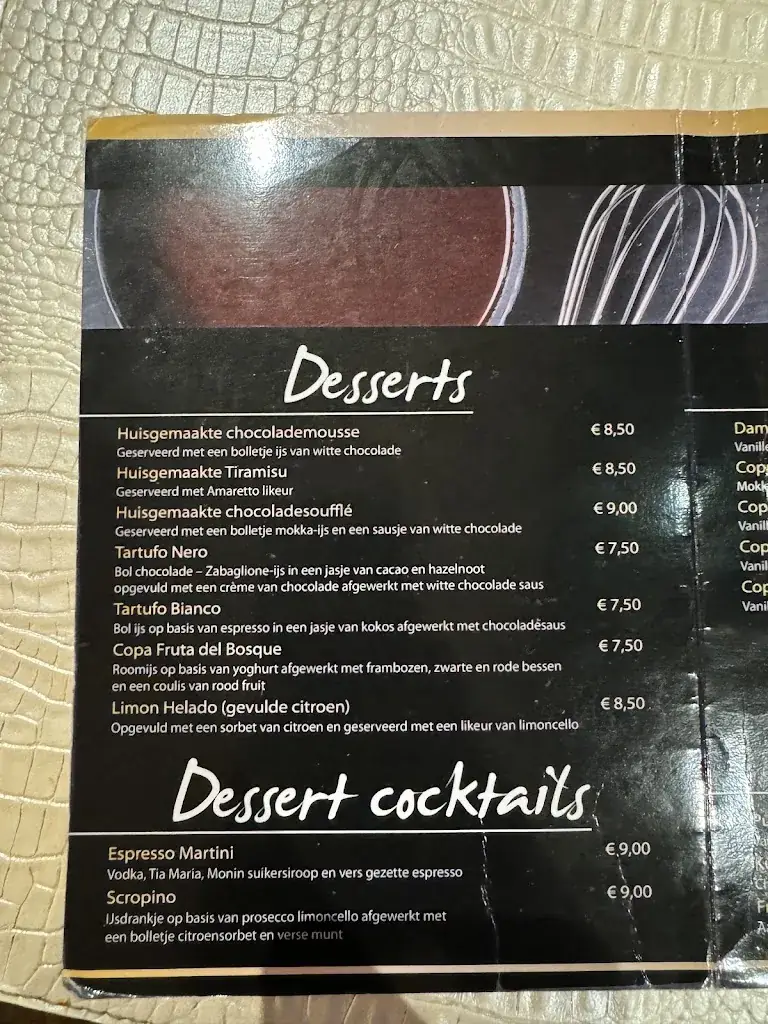 Desserts
Huisgemaakte chocolademousse € 8,50
Geserveerd met een bolletje ijs van witte chocolade
Huisgemaakte Tiramisu € 8,50
Geserveerd met Amaretto likeur
Huisgemaakte chocoladesoufflé € 9,00
Geserveerd met een bolletje mokka-ijs en een sausje van witte chocolade
Tartufo Nero € 7,50
Bol chocolade – Zabaglione-ijs in een jasje van cacao en hazelnoot
opgevuld met een crème van chocolade afgewerkt met witte chocolade saus
Tartufo Bianco € 7,50
Bol ijs op basis van espresso in een jasje van kokos afgewerkt met chocoladesaus
Copa Fruta del Bosque € 7,50
Roomijs op basis van yoghurt afgewerkt met frambozen, zwarte en rode bessen
en een coulis van rood fruit
Limon Helado (gevulde citroen) € 8,50
Opgevuld met een sorbet van citroen en geserveerd met een likeur van limoncello
Dessert cocktails
Espresso Martini € 9,00
Vodka, Tia Maria, Monin suikersiroop en vers gezette espresso
Scropino € 9,00
IJsdrankje op basis van prosecco limoncello afgewerkt met
een bolletje citroensorbet en verse munt